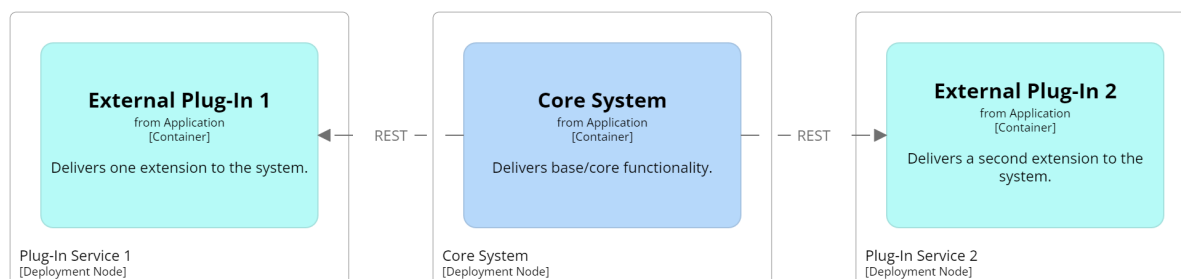 External Plug-In 1
from Application
[Container]
Delivers one extension to the system.
Plug-In Service 1
[Deployment Node]
REST
Core System
from Application
[Container]
Delivers base/core functionality.
Core System
[Deployment Node]
REST
External Plug-In 2
from Application
[Container]
Delivers a second extension to the
system.
Plug-In Service 2
[Deployment Node]